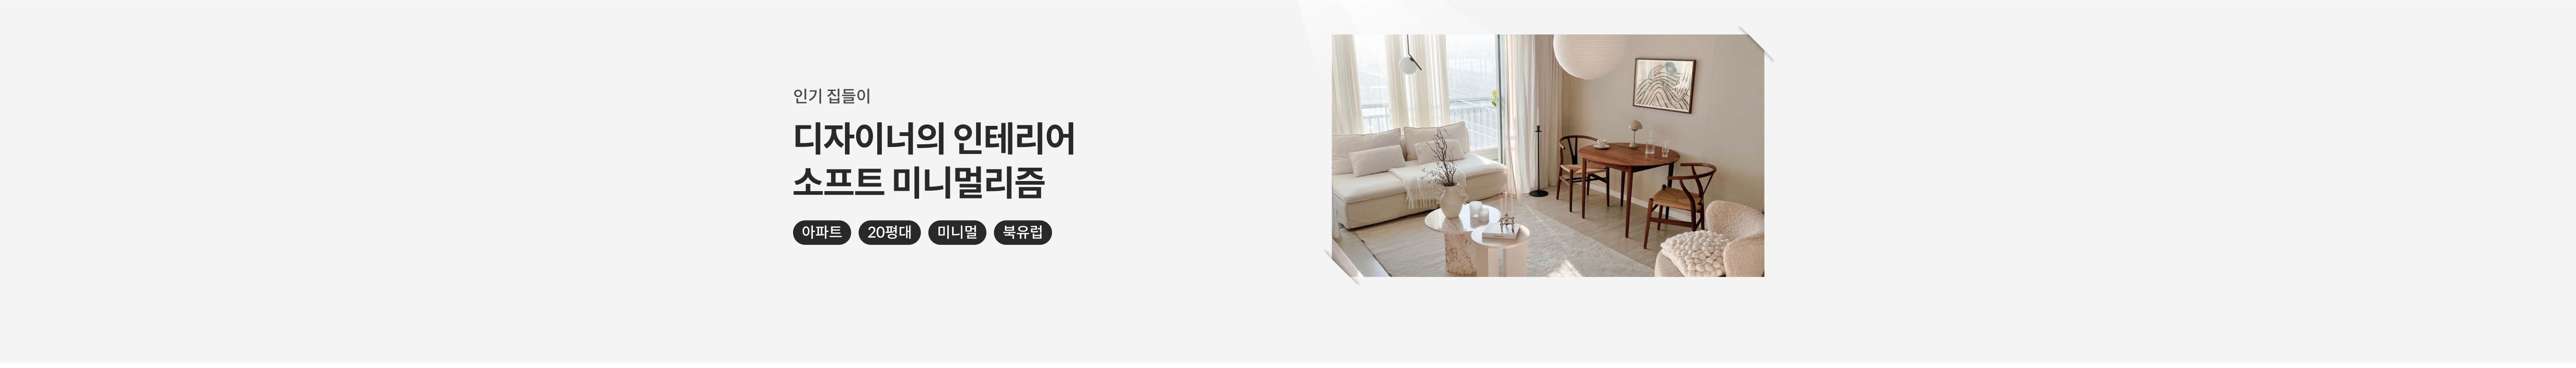 인기 집들이
디자이너의 인테리어
소프트 미니멀리즘
아파트 20평대 미니멀 북유럽